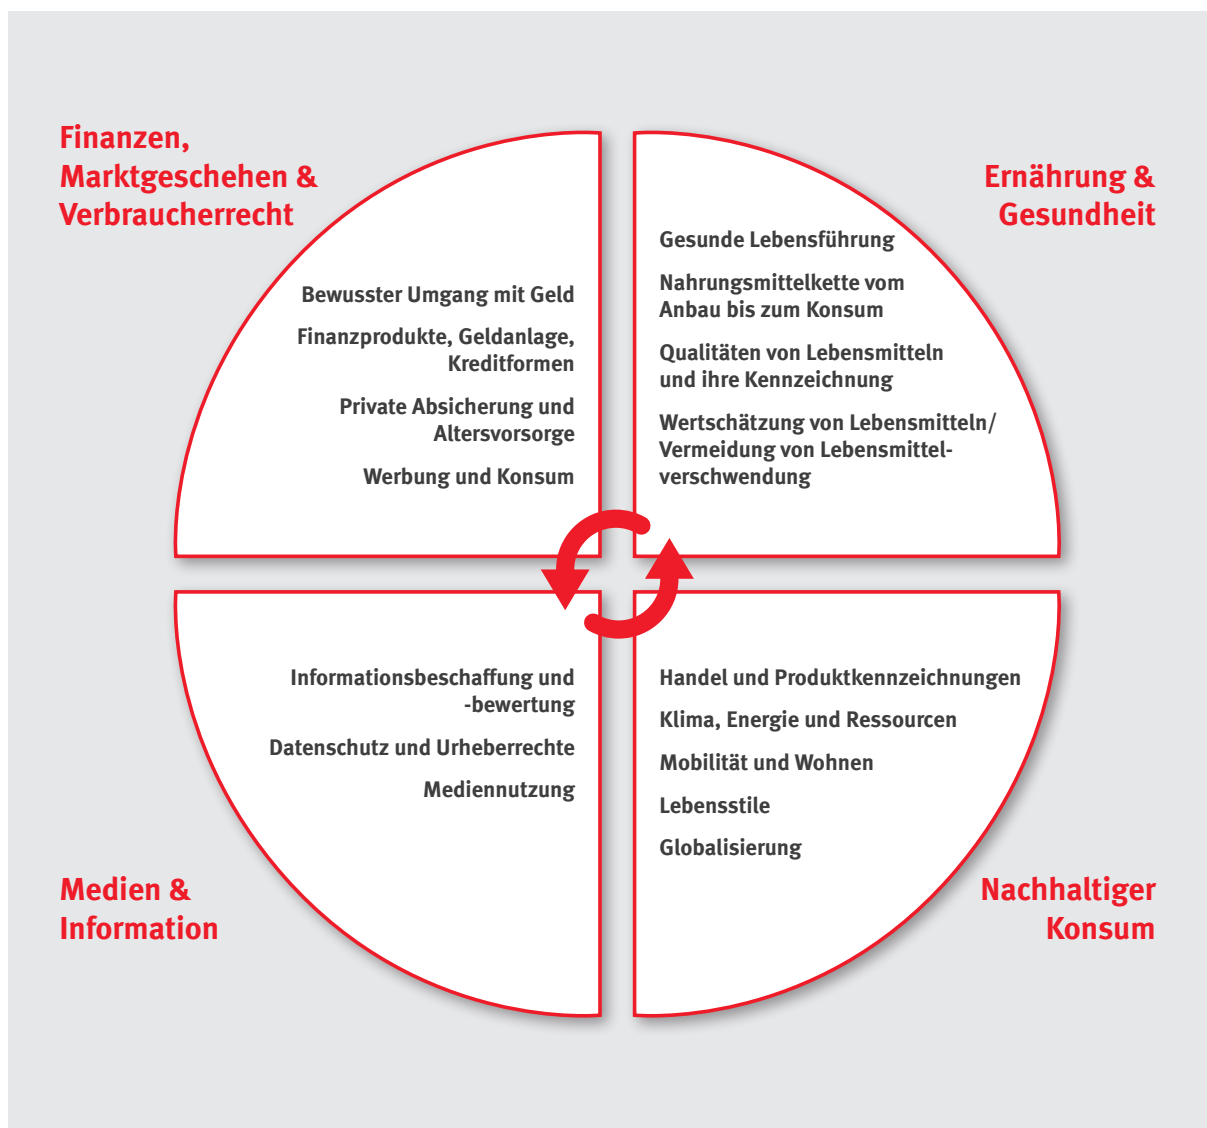 Finanzen,
Marktgeschehen &
Verbraucherrecht
Bewusster Umgang mit Geld
Finanzprodukte, Geldanlage,
Kreditformen
Private Absicherung und
Altersvorsorge
Werbung und Konsum
Ernährung &
Gesundheit
Gesunde Lebensführung
Nahrungsmittelkette vom
Anbau bis zum Konsum
Qualitäten von Lebensmitteln
und ihre Kennzeichnung
Wertschätzung von Lebensmitteln/
Vermeidung von Lebensmittel-
verschwendung
Medien &
Information
Informationsbeschaffung und
-bewertung
Datenschutz und Urheberrechte
Mediennutzung
Nachhaltiger
Konsum
Handel und Produktkennzeichnungen
Klima, Energie und Ressourcen
Mobilität und Wohnen
Lebensstile
Globalisierung